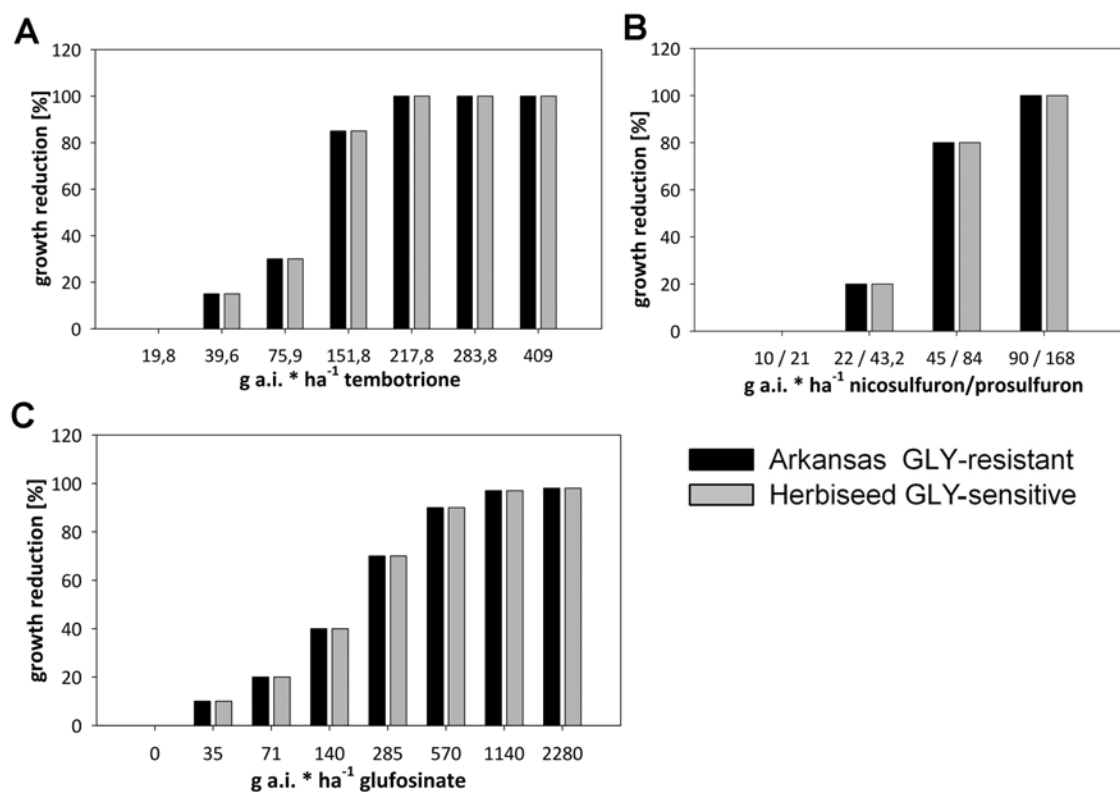 A
growth reduction [%]
120
100
80
60
40
20
0
19,8 39,6 75,9 151,8 217,8 283,8 409
g a.i. * ha⁻¹ tembotrione
B
growth reduction [%]
120
100
80
60
40
20
0
10 / 21 22 / 43,2 45 / 84 90 / 168
g a.i. * ha⁻¹ nicosulfuron/prosulfuron
C
growth reduction [%]
120
100
80
60
40
20
0
0 35 71 140 285 570 1140 2280
g a.i. * ha⁻¹ glufosinate
Arkansas GLY-resistant
Herbiseed GLY-sensitive